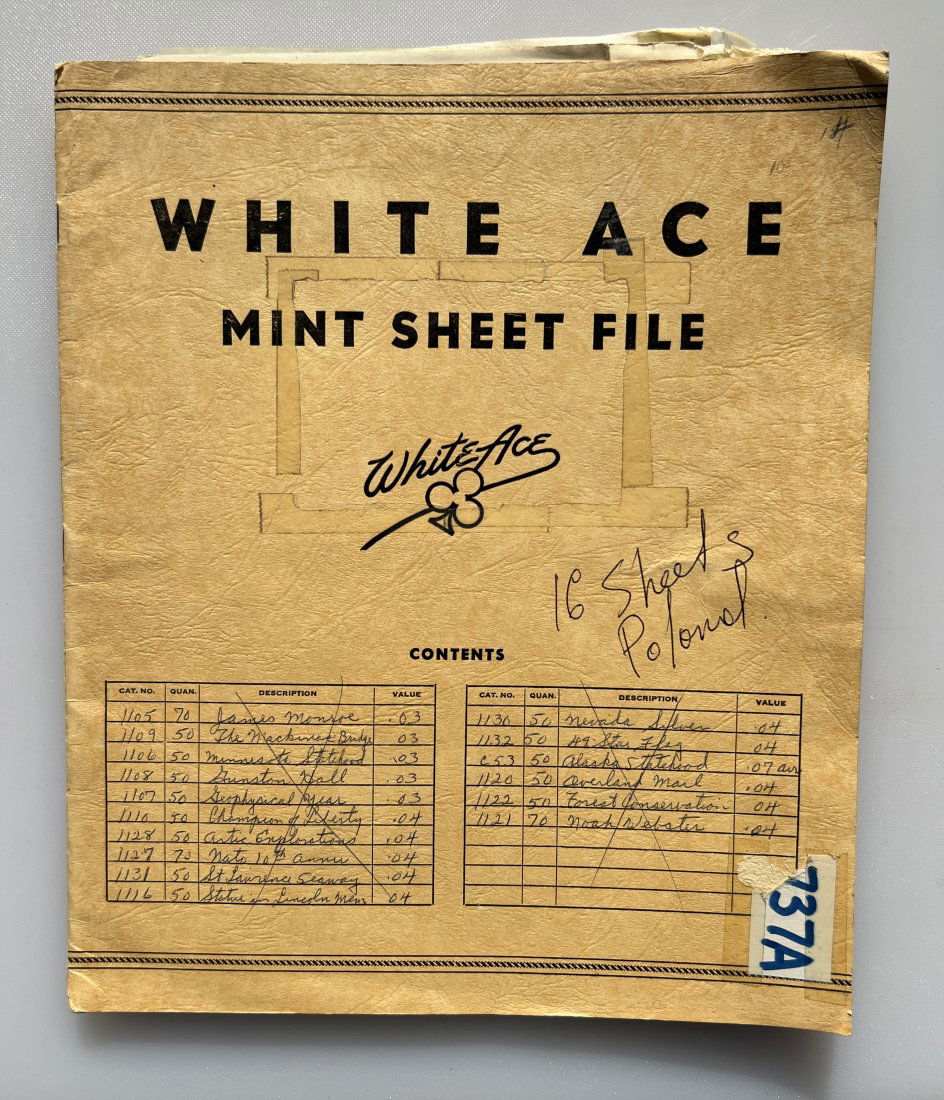 1#
10
WHITE ACE
MINT SHEET FILE
White Ace
16 Sheets
CONTENTS
CAT. NO. QUAN. DESCRIPTION VALUE
1105 70 James Monroe .03
1109 50 The Mackinac Bridge 03
1106 50 Minnesota Statehood .03
1108 50 Gunston Hall .03
1107 50 Geophysical Year .03
1110 50 Champion of Liberty .04
1128 50 Artic Explorations .04
1127 70 Nato 10th Anniv .04
1131 50 St Lawrence Seaway .04
1116 50 Statue in Lincoln Mem 04
CAT. NO. QUAN. DESCRIPTION VALUE
1130 50 Nevada Silver .04
1132 50 49 Star Flag 04
C53 50 Alaska Statehood .07 air
1120 50 Overland Mail .04
1122 50 Forest Conservation 04
1121 70 Noah Webster .04
737A